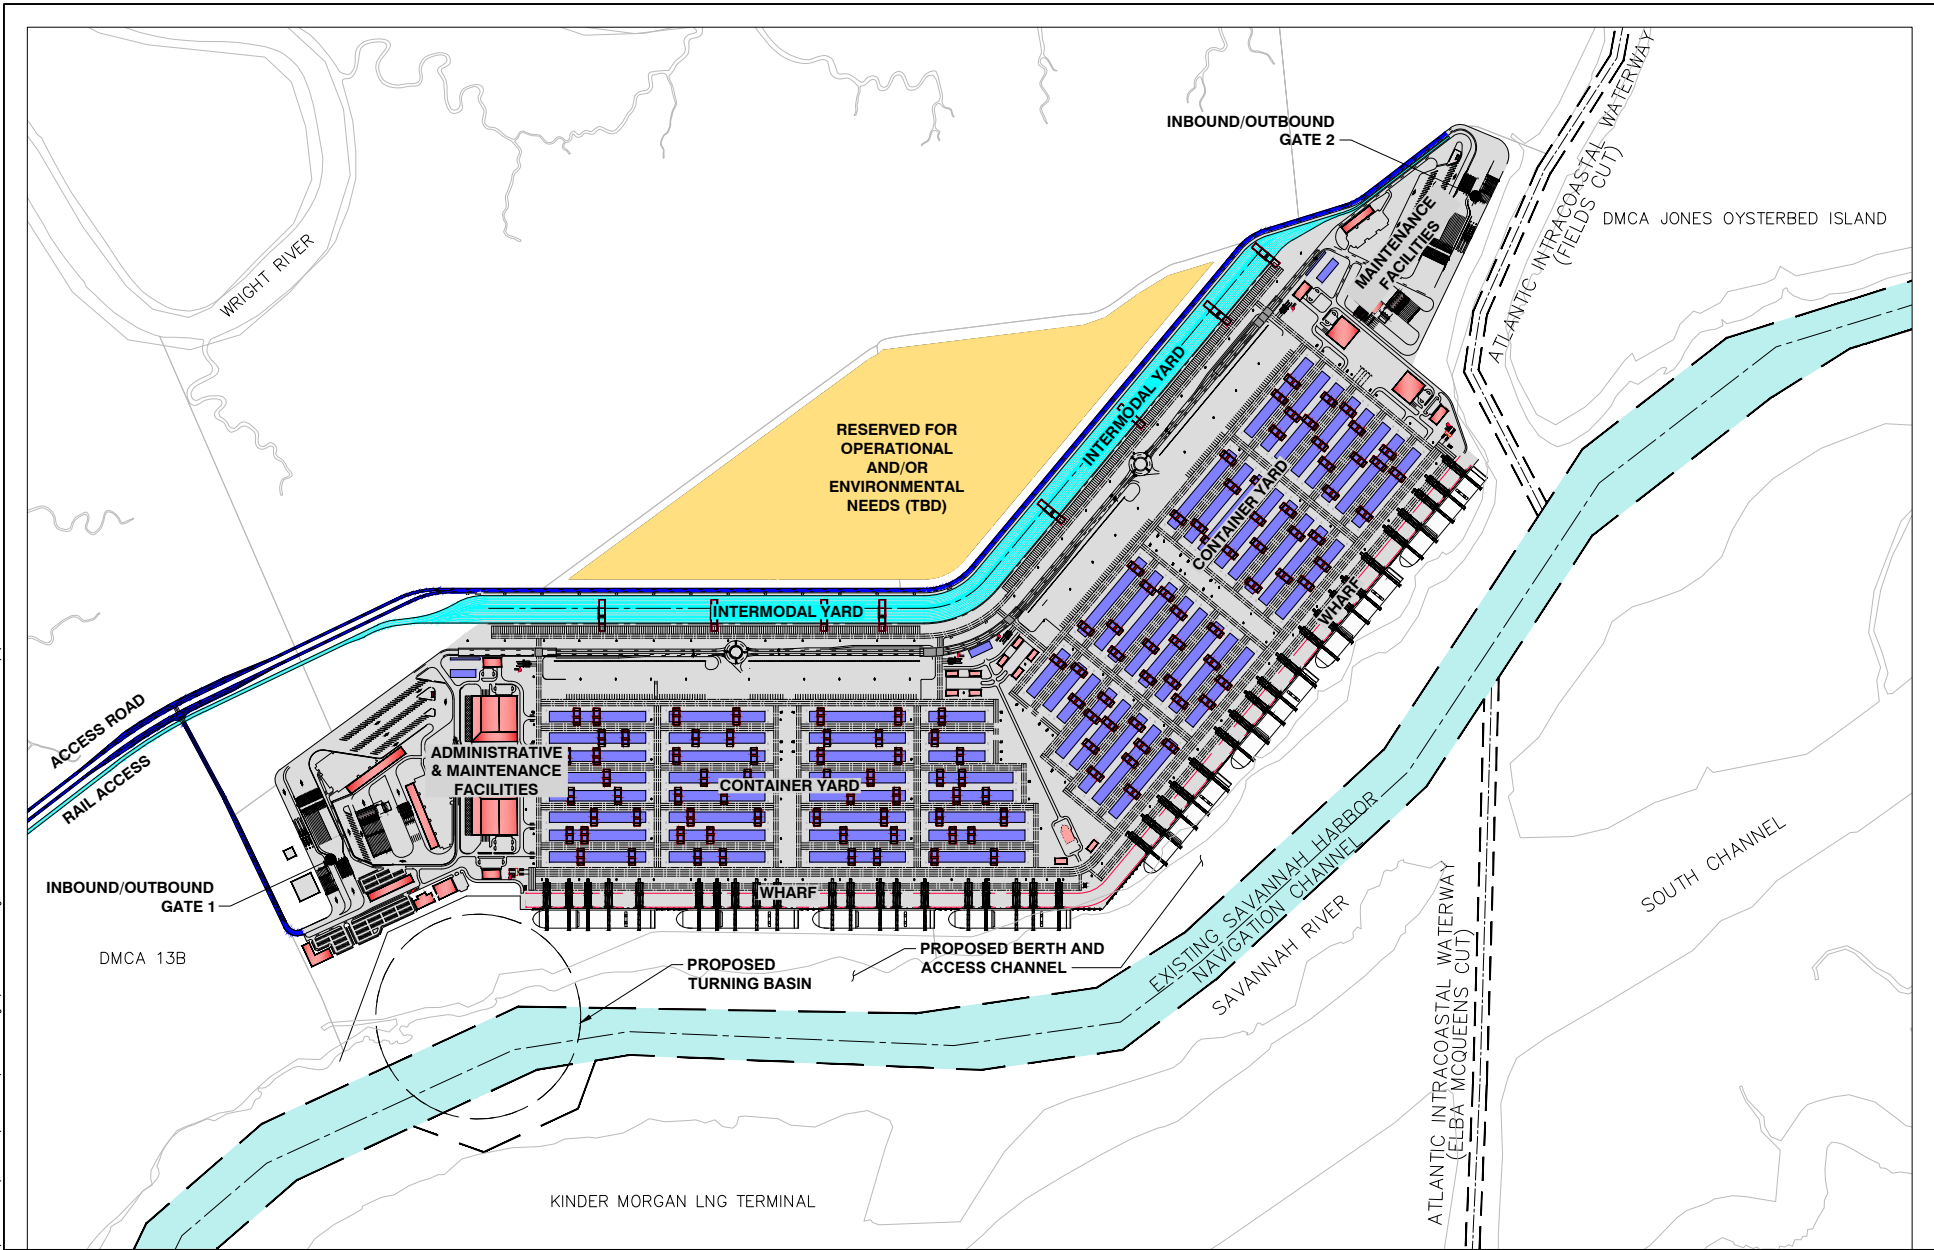 INBOUND/OUTBOUND
GATE 2
ATLANTIC INTRACOASTAL WATERWAY
(FIELDS CUT)
DMCA JONES OYSTERBED ISLAND
MAINTENANCE
FACILITIES
WRIGHT RIVER
INTERMODAL YARD
RESERVED FOR
OPERATIONAL
AND/OR
ENVIRONMENTAL
NEEDS (TBD)
CONTAINER YARD
WHARF
INTERMODAL YARD
ACCESS ROAD
RAIL ACCESS
ADMINISTRATIVE
& MAINTENANCE
FACILITIES
CONTAINER YARD
WHARF
INBOUND/OUTBOUND
GATE 1
DMCA 13B
PROPOSED
TURNING BASIN
PROPOSED BERTH AND
ACCESS CHANNEL
EXISTING SAVANNAH HARBOR
NAVIGATION CHANNEL
SAVANNAH RIVER
SOUTH CHANNEL
ATLANTIC INTRACOASTAL WATERWAY
(ELBA MCQUEENS CUT)
KINDER MORGAN LNG TERMINAL